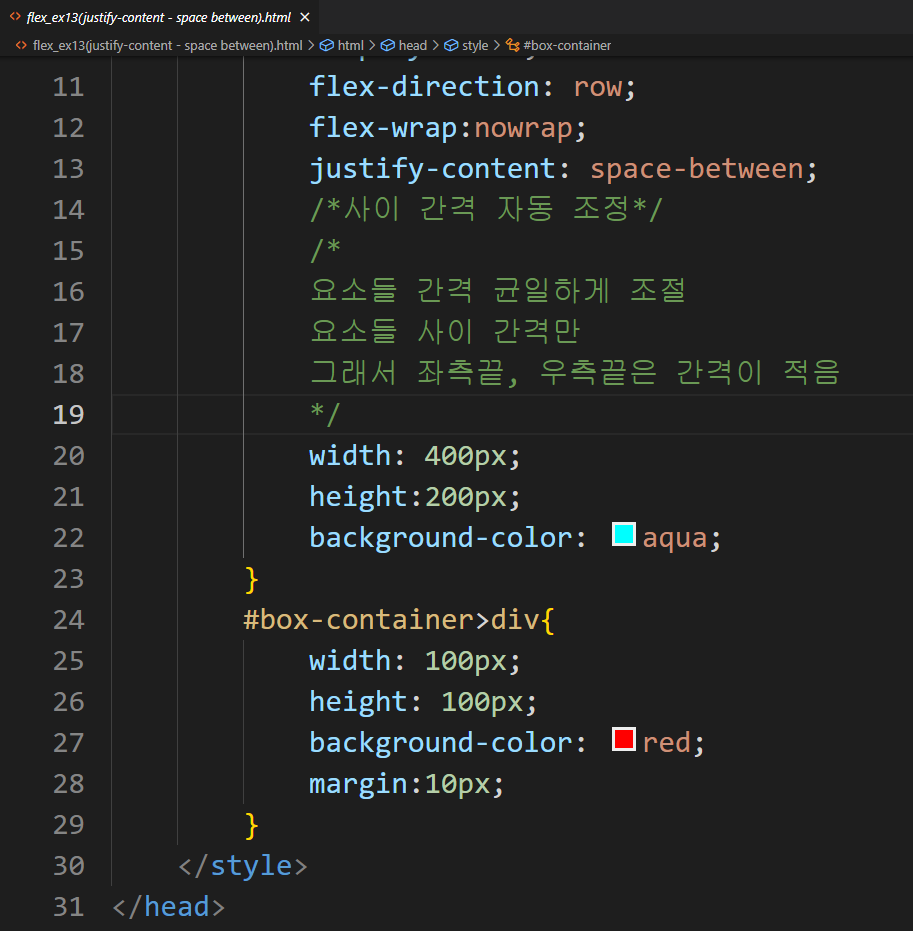 flex_ex13(justify-content - space between).html
flex_ex13(justify-content - space between).html > html > head > style > #box-container
11 flex-direction: row;
12 flex-wrap:nowrap;
13 justify-content: space-between;
14 /*사이 간격 자동 조정*/
15 /*
16 요소들 간격 균일하게 조절
17 요소들 사이 간격만
18 그래서 좌측끝, 우측끝은 간격이 적음
19 */
20 width: 400px;
21 height:200px;
22 background-color: aqua;
23 }
24 #box-container>div{
25 width: 100px;
26 height: 100px;
27 background-color: red;
28 margin:10px;
29 }
30 </style>
31 </head>